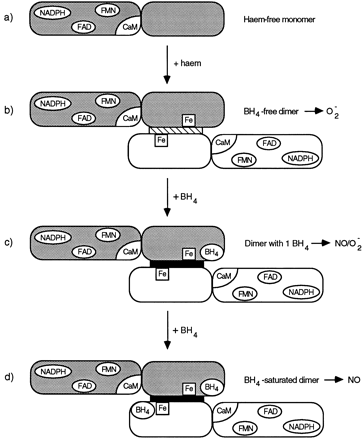 a) NADPH FMN FAD CaM Haem-free monomer
+ haem
b) NADPH FMN FAD CaM Fe BH4-free dimer → O2-
Fe CaM FAD FMN NADPH
+ BH4
c) NADPH FMN FAD CaM Fe BH4 Dimer with 1 BH4 → NO/O2-
Fe CaM FAD FMN NADPH
+ BH4
d) NADPH FMN FAD CaM Fe BH4 BH4-saturated dimer → NO
BH4 Fe CaM FAD FMN NADPH